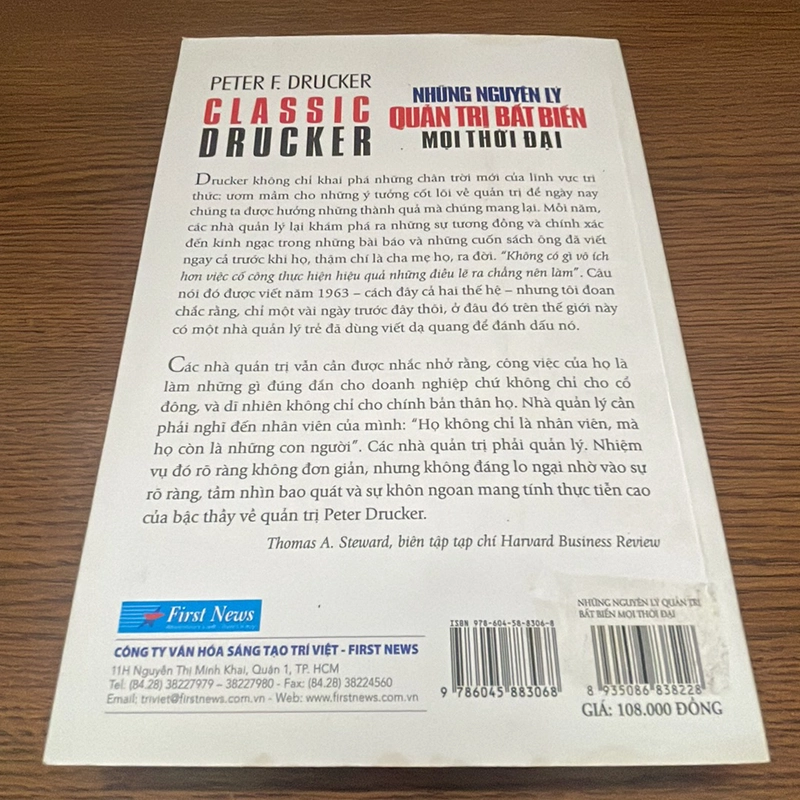 PETER F. DRUCKER
CLASSIC
DRUCKER
NHỮNG NGUYÊN LÝ
QUẢN TRỊ BẤT BIẾN
MỌI THỜI ĐẠI
Drucker không chỉ khai phá những chân trời mới của lĩnh vực tri
thức: ươm mầm cho những ý tưởng cốt lõi về quản trị để ngày nay
chúng ta được hưởng những thành quả mà chúng mang lại. Mỗi năm,
các nhà quản lý lại khám phá ra những sự tương đồng và chính xác
đến kinh ngạc trong những bài báo và những cuốn sách ông đã viết
ngay cả trước khi họ, thậm chí là cha mẹ họ, ra đời. "Không có gì vô ích
hơn việc cố công thực hiện hiệu quả những điều lẽ ra chẳng nên làm". Câu
nói đó được viết năm 1963 – cách đây cả hai thế hệ – nhưng tôi đoan
chắc rằng, chỉ một vài ngày trước đây thôi, ở đâu đó trên thế giới này
có một nhà quản lý trẻ đã dùng viết dạ quang để đánh dấu nó.
Các nhà quản trị vẫn cần được nhắc nhở rằng, công việc của họ là
làm những gì đúng đắn cho doanh nghiệp chứ không chỉ cho cổ
đông, và dĩ nhiên không chỉ cho chính bản thân họ. Nhà quản lý cần
phải nghĩ đến nhân viên của mình: "Họ không chỉ là nhân viên, mà
họ còn là những con người". Các nhà quản trị phải quản lý. Nhiệm
vụ đó rõ ràng không đơn giản, nhưng không đáng lo ngại nhờ vào sự
rõ ràng, tầm nhìn bao quát và sự khôn ngoan mang tính thực tiễn cao
của bậc thầy về quản trị Peter Drucker.
Thomas A. Steward, biên tập tạp chí Harvard Business Review
First News
CÔNG TY VĂN HÓA SÁNG TẠO TRÍ VIỆT - FIRST NEWS
11H Nguyễn Thị Minh Khai, Quận 1, TP. HCM
Tel: (84.28) 38227979 – 38227980 - Fax: (84.28) 38224560
Email: triviet@firstnews.com.vn - Web: www.firstnews.com.vn
ISBN 978-604-58-8306-8
9 786045 883068
NHỮNG NGUYÊN LÝ QUẢN TRỊ
BẤT BIẾN MỌI THỜI ĐẠI
8 935086 838228
GIÁ: 108.000 ĐỒNG